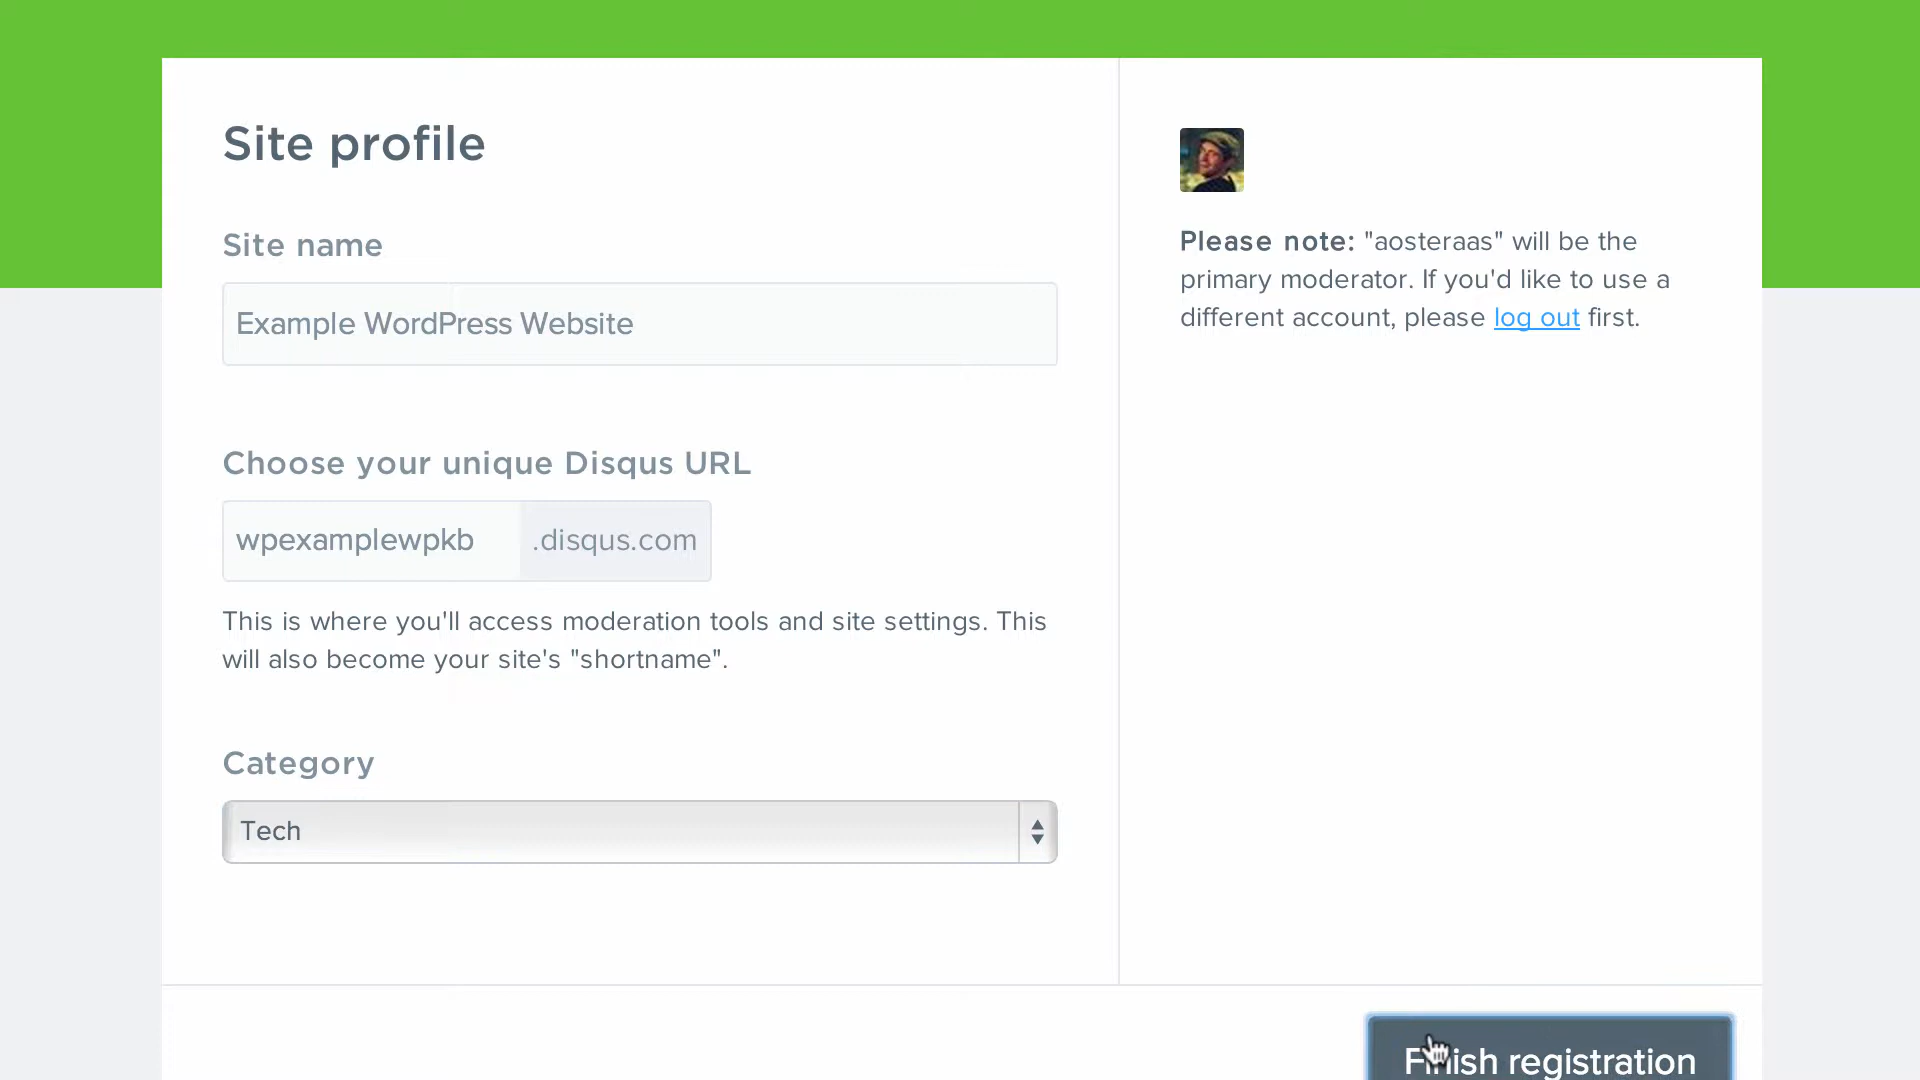 Site profile
Site name
Example WordPress Website
Choose your unique Disqus URL
wpexamplewpkb .disqus.com
This is where you'll access moderation tools and site settings. This
will also become your site's "shortname".
Category
Tech
Please note: "aosteraas" will be the
primary moderator. If you'd like to use a
different account, please log out first.
Finish registration